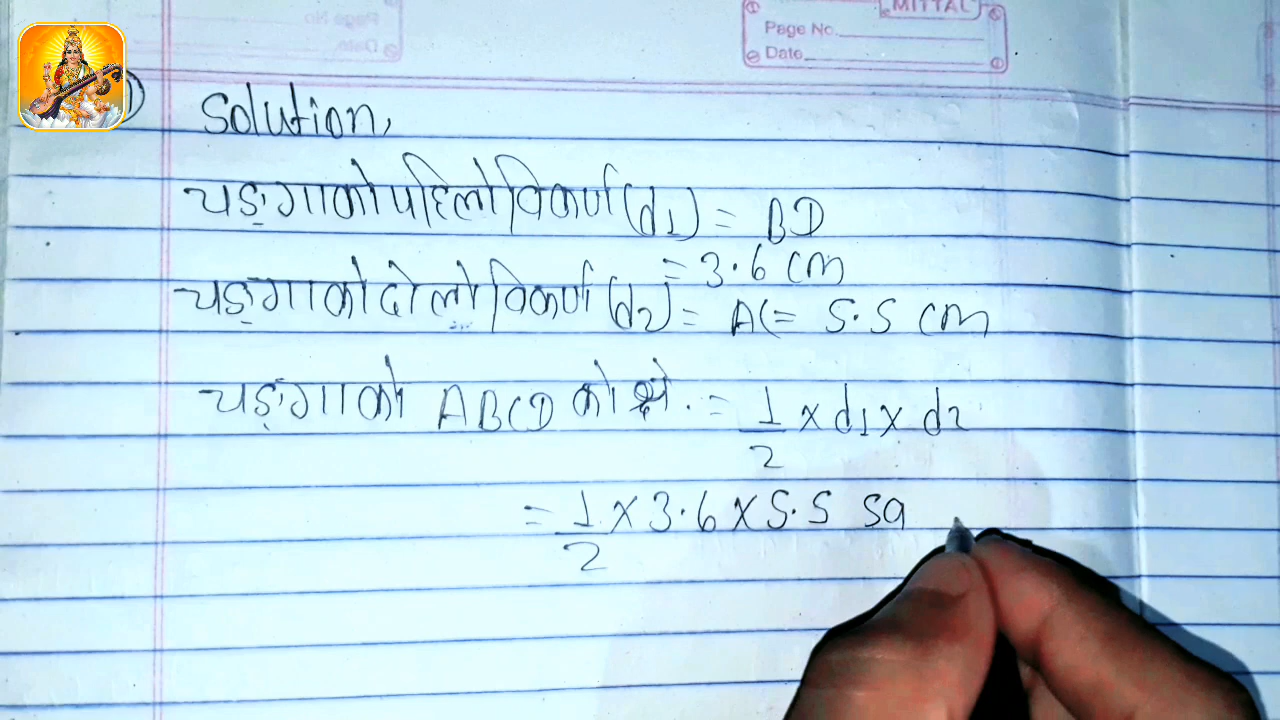 MITTAL
Page No.
Date
Solution,
चङ्गाको पहिलो विकर्ण (d1) = BD
= 3.6 cm
चङ्गाको दोस्रो विकर्ण (d2) = AC = 5.5 cm
चङ्गाको ABCD को क्षे. = 1/2 x d1 x d2
= 1/2 x 3.6 x 5.5 sq